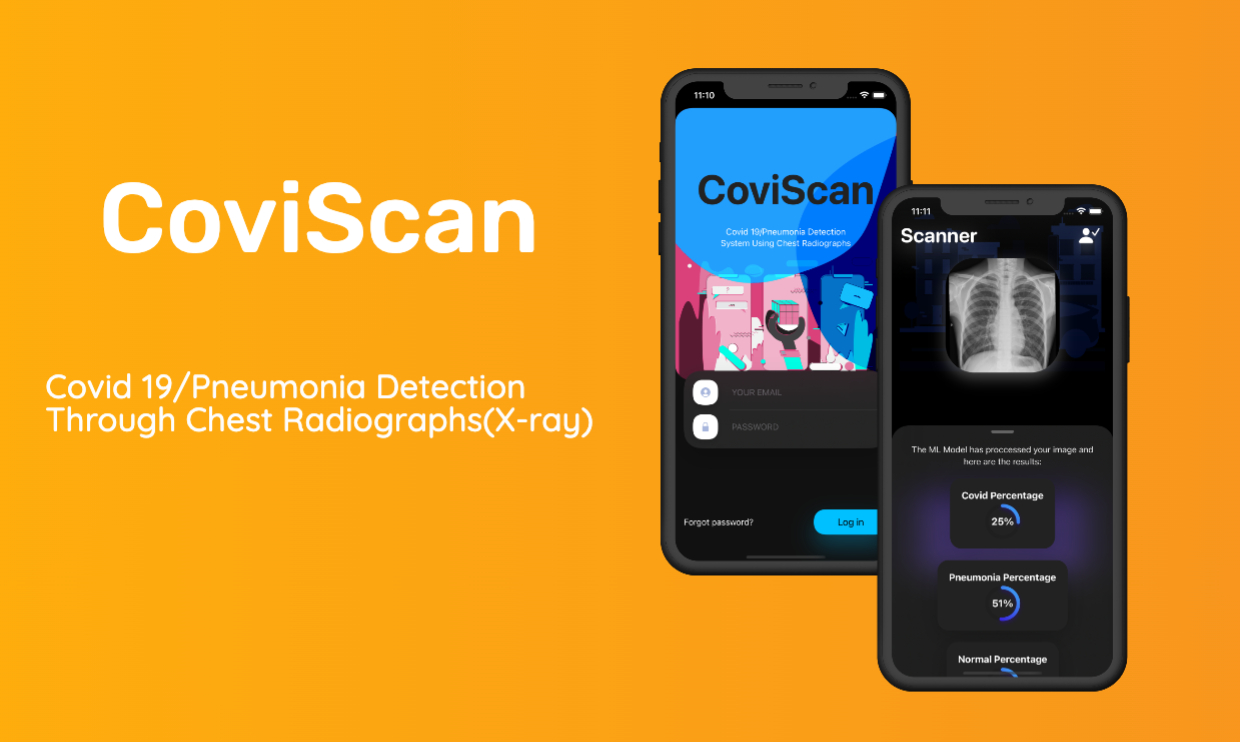 CoviScan
Covid 19/Pneumonia Detection
Through Chest Radiographs(X-ray)
11:10
CoviScan
Covid 19/Pneumonia Detection
System Using Chest Radiographs
YOUR EMAIL
PASSWORD
Forgot password?
Log in
11:11
Scanner
The ML Model has proccessed your image and
here are the results:
Covid Percentage
25%
Pneumonia Percentage
51%
Normal Percentage